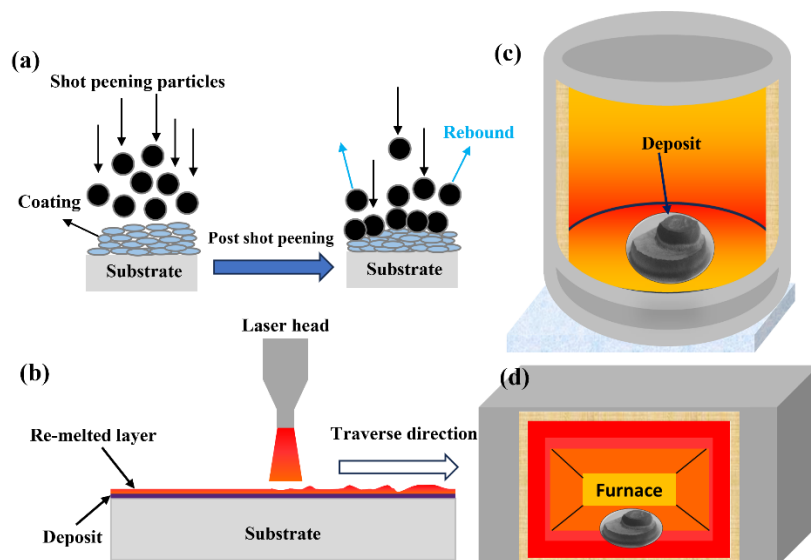 (a)
Shot peening particles
Rebound
Coating
Post shot peening
Substrate
Substrate
(c)
Deposit
(b)
Laser head
Re-melted layer
Traverse direction
Deposit
Substrate
(d)
Furnace